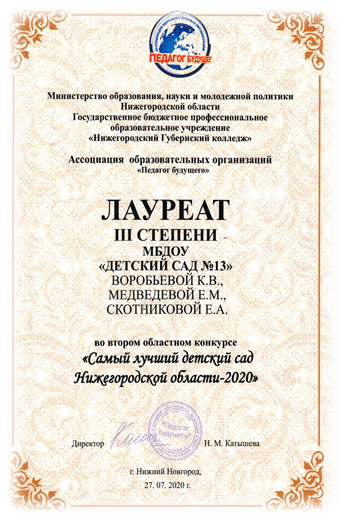 ПЕДАГОГ БУДУЩЕГО
Министерство образования, науки и молодежной политики
Нижегородской области
Государственное бюджетное профессиональное
образовательное учреждение
«Нижегородский Губернский колледж»
Ассоциация образовательных организаций
«Педагог будущего»
ЛАУРЕАТ
III СТЕПЕНИ
МБДОУ
«ДЕТСКИЙ САД №13»
ВОРОБЬЕВОЙ К.В.,
МЕДВЕДЕВОЙ Е.М.,
СКОТНИКОВОЙ Е.А.
во втором областном конкурсе
«Самый лучший детский сад
Нижегородской области-2020»
"Педагог
будущего"
Директор Н. М. Катышева
г. Нижний Новгород,
27. 07. 2020 г.